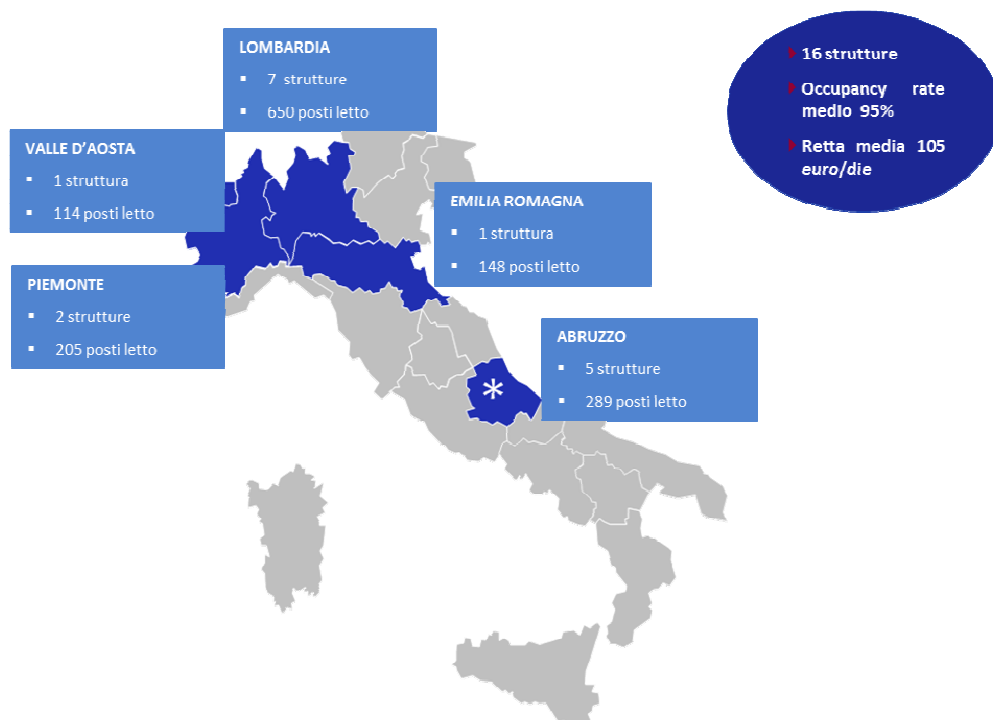 LOMBARDIA
▪ 7 strutture
▪ 650 posti letto
16 strutture
Occupancy rate
medio 95%
Retta media 105
euro/die
VALLE D'AOSTA
▪ 1 struttura
▪ 114 posti letto
EMILIA ROMAGNA
▪ 1 struttura
▪ 148 posti letto
PIEMONTE
▪ 2 strutture
▪ 205 posti letto
ABRUZZO
▪ 5 strutture
▪ 289 posti letto
*